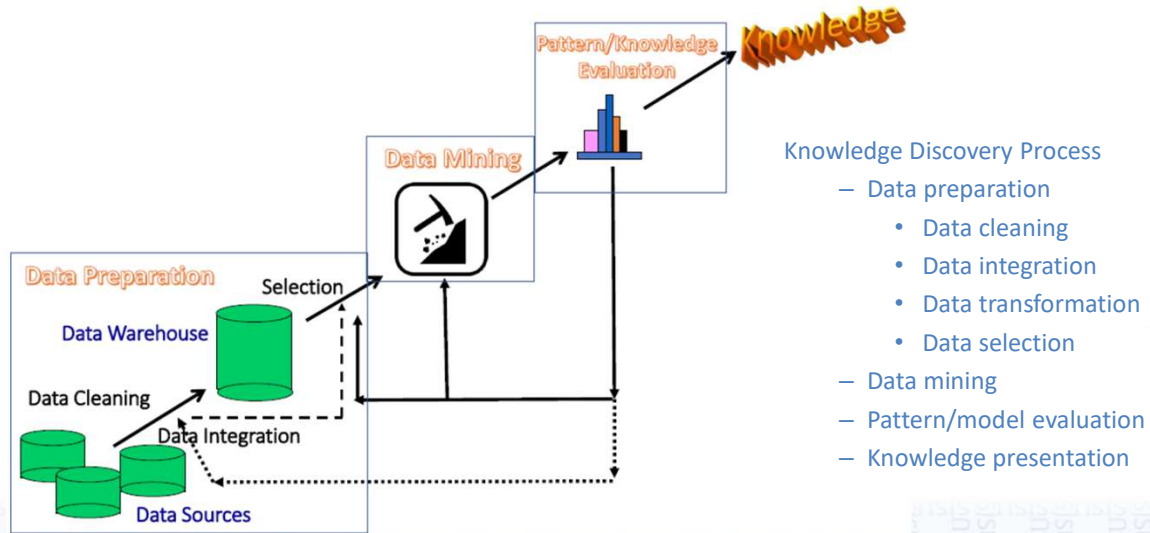 Knowledge
Pattern/Knowledge
Evaluation
Data Mining
Data Preparation
Selection
Data Warehouse
Data Cleaning
Data Integration
Data Sources
Knowledge Discovery Process
– Data preparation
• Data cleaning
• Data integration
• Data transformation
• Data selection
– Data mining
– Pattern/model evaluation
– Knowledge presentation